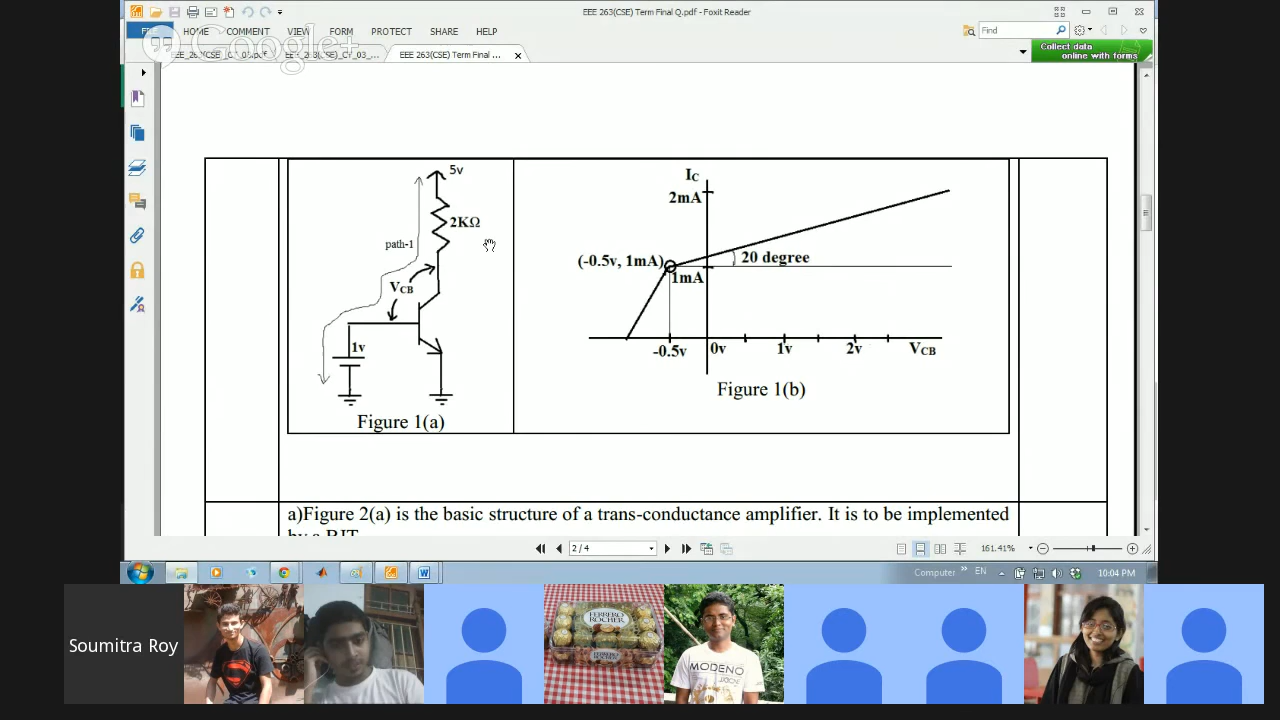 EEE 263(CSE) Term Final Q.pdf - Foxit Reader
FILE HOME COMMENT VIEW FORM PROTECT SHARE HELP
Find
Google+
EEE 263(CSE) Term Final ...
Collect data
online with forms
5v
2KΩ
path-1
VCB
1v
Figure 1(a)
IC
2mA
(-0.5v, 1mA)
20 degree
1mA
-0.5v 0v 1v 2v VCB
Figure 1(b)
a)Figure 2(a) is the basic structure of a trans-conductance amplifier. It is to be implemented
by a BJT
2 / 4
161.41%
Computer » EN 10:04 PM
Soumitra Roy
FERRERO
ROCHER
MODENO